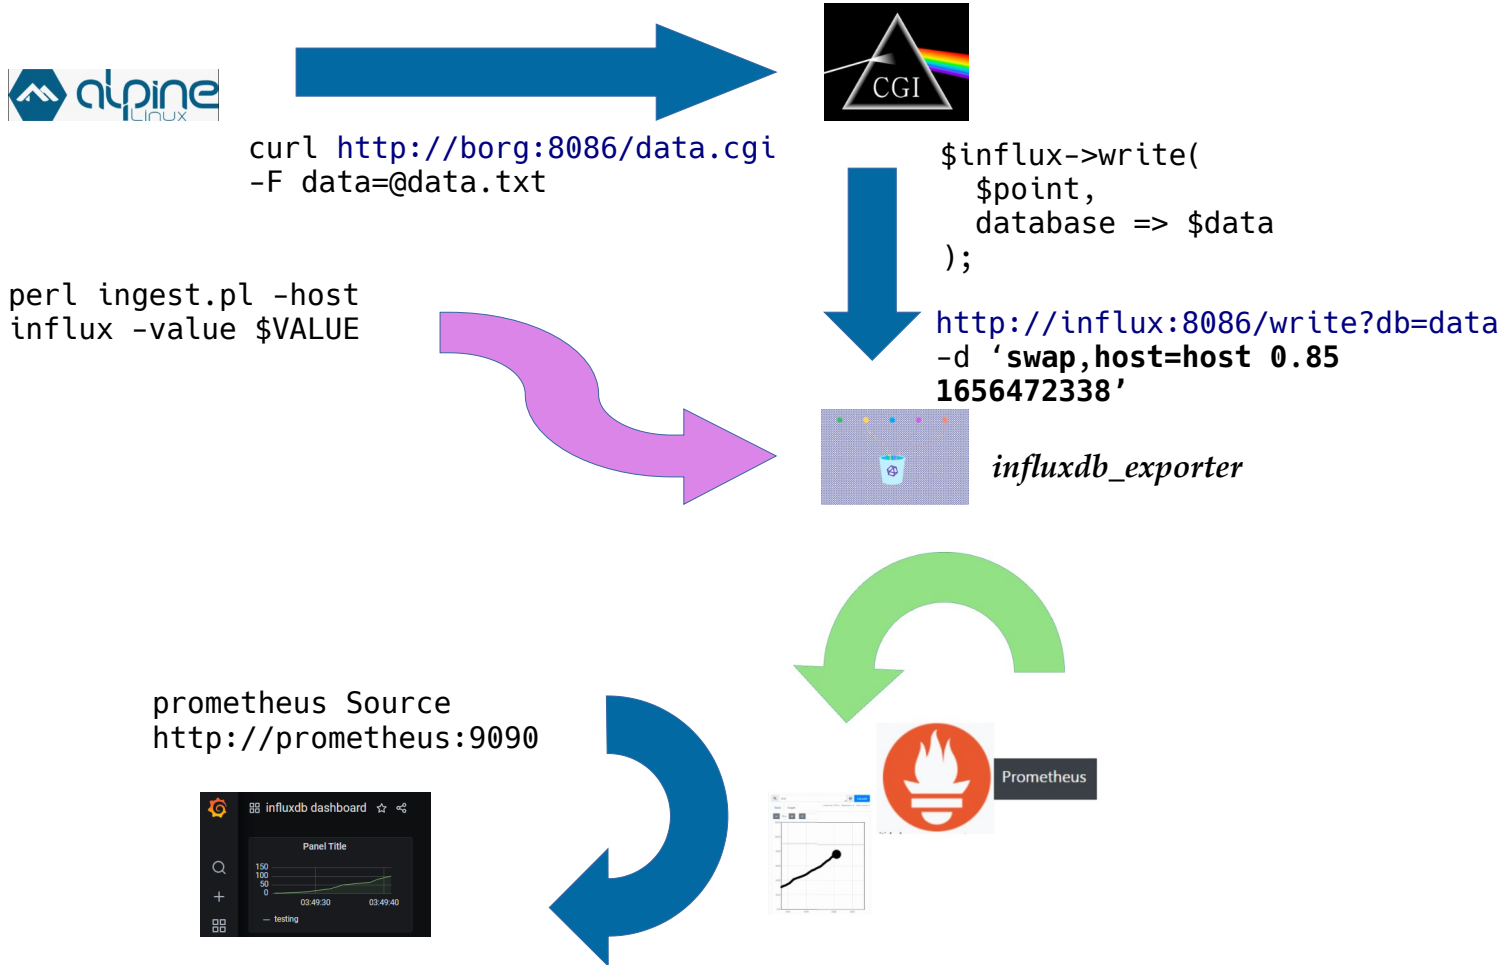 alpine
Linux
CGI
curl http://borg:8086/data.cgi
-F data=@data.txt
$influx->write(
$point,
database => $data
);
perl ingest.pl -host
influx -value $VALUE
http://influx:8086/write?db=data
-d ‘swap,host=host 0.85
1656472338’
influxdb_exporter
prometheus Source
http://prometheus:9090
Prometheus
influxdb dashboard
Panel Title
150
100
50
0
03:49:30 03:49:40
testing